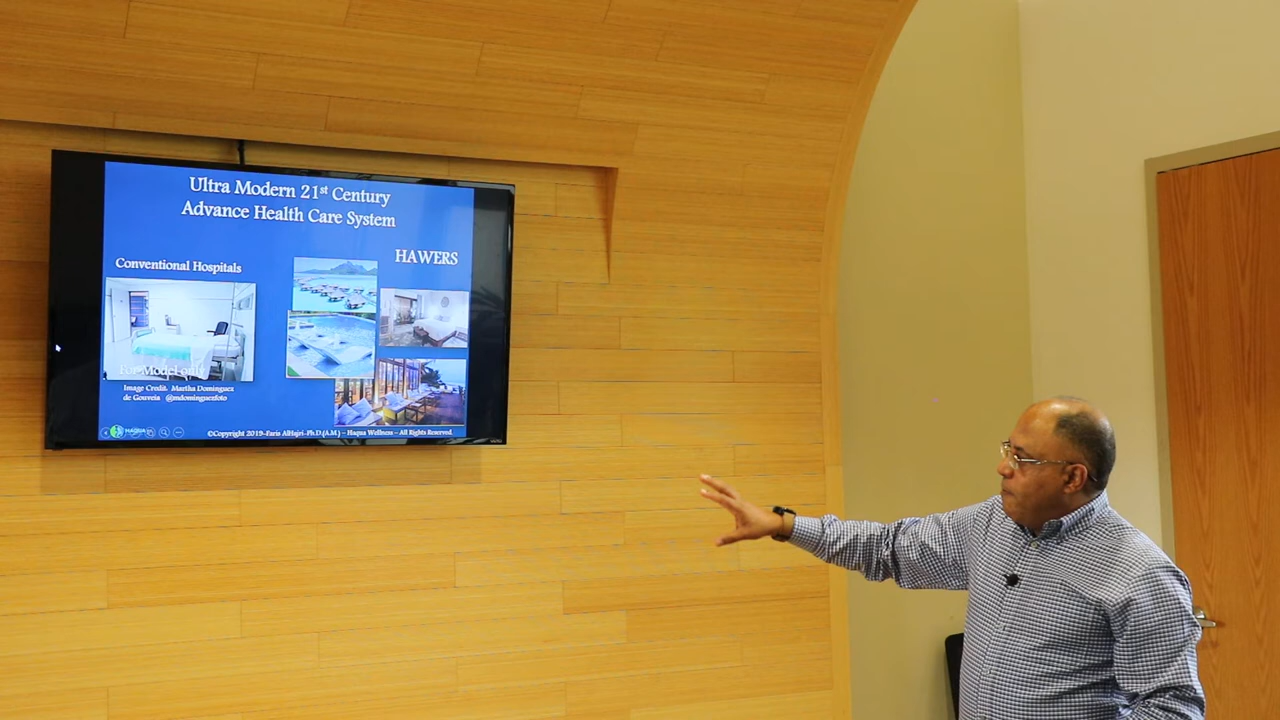 Ultra Modern 21st Century
Advance Health Care System
HAWERS
Conventional Hospitals
For Model only
Image Credit. Martha Dominguez
de Gouveia @mdominguezfoto
HAQUA
©Copyright 2019-Faris AlHajri-Ph.D.(A.M.) – Haqua Wellness – All Rights Reserved